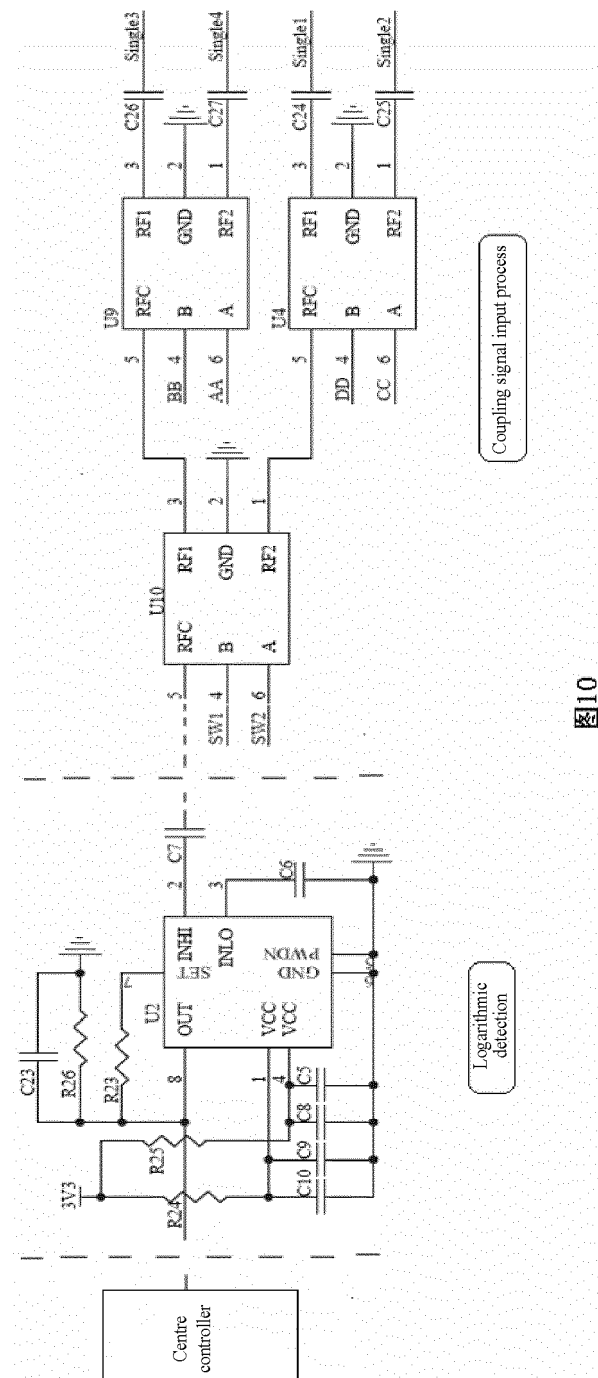 Centre
controller
3V3
C23
R26
R23
R25
R24
U2
OUT
8
SET
INHI
2
C7
INLO
3
C6
VCC
1
VCC
4
GND
PWDN
C10
C9
C8
C5
Logarithmic
detection
U10
RFC
5
SW1
B
4
SW2
A
6
RF1
3
GND
2
RF2
1
U9
RFC
5
BB
B
4
AA
A
6
RF1
3
C26
Single3
GND
2
RF2
1
C27
Single4
U4
RFC
5
DD
B
4
CC
A
6
RF1
3
C24
Single1
GND
2
RF2
1
C25
Single2
Coupling signal input process
图10